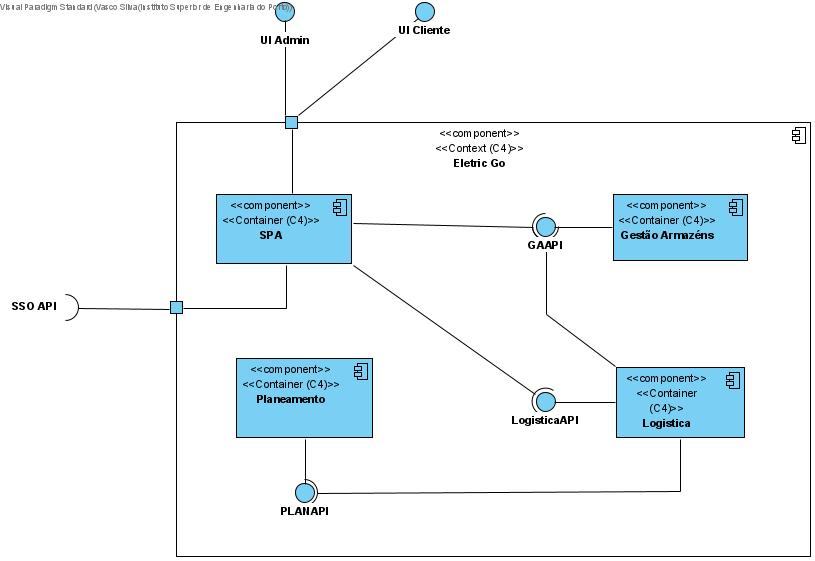 Visual Paradigm Standard(Vasco Silva(Instituto Superior de Engenharia do Porto))
UI Admin
UI Cliente
<<component>>
<<Context (C4)>>
Eletric Go
<<component>>
<<Container (C4)>>
SPA
<<component>>
<<Container (C4)>>
Gestão Armazéns
GAAPI
SSO API
<<component>>
<<Container (C4)>>
Planeamento
<<component>>
<<Container
(C4)>>
Logistica
LogisticaAPI
PLANAPI